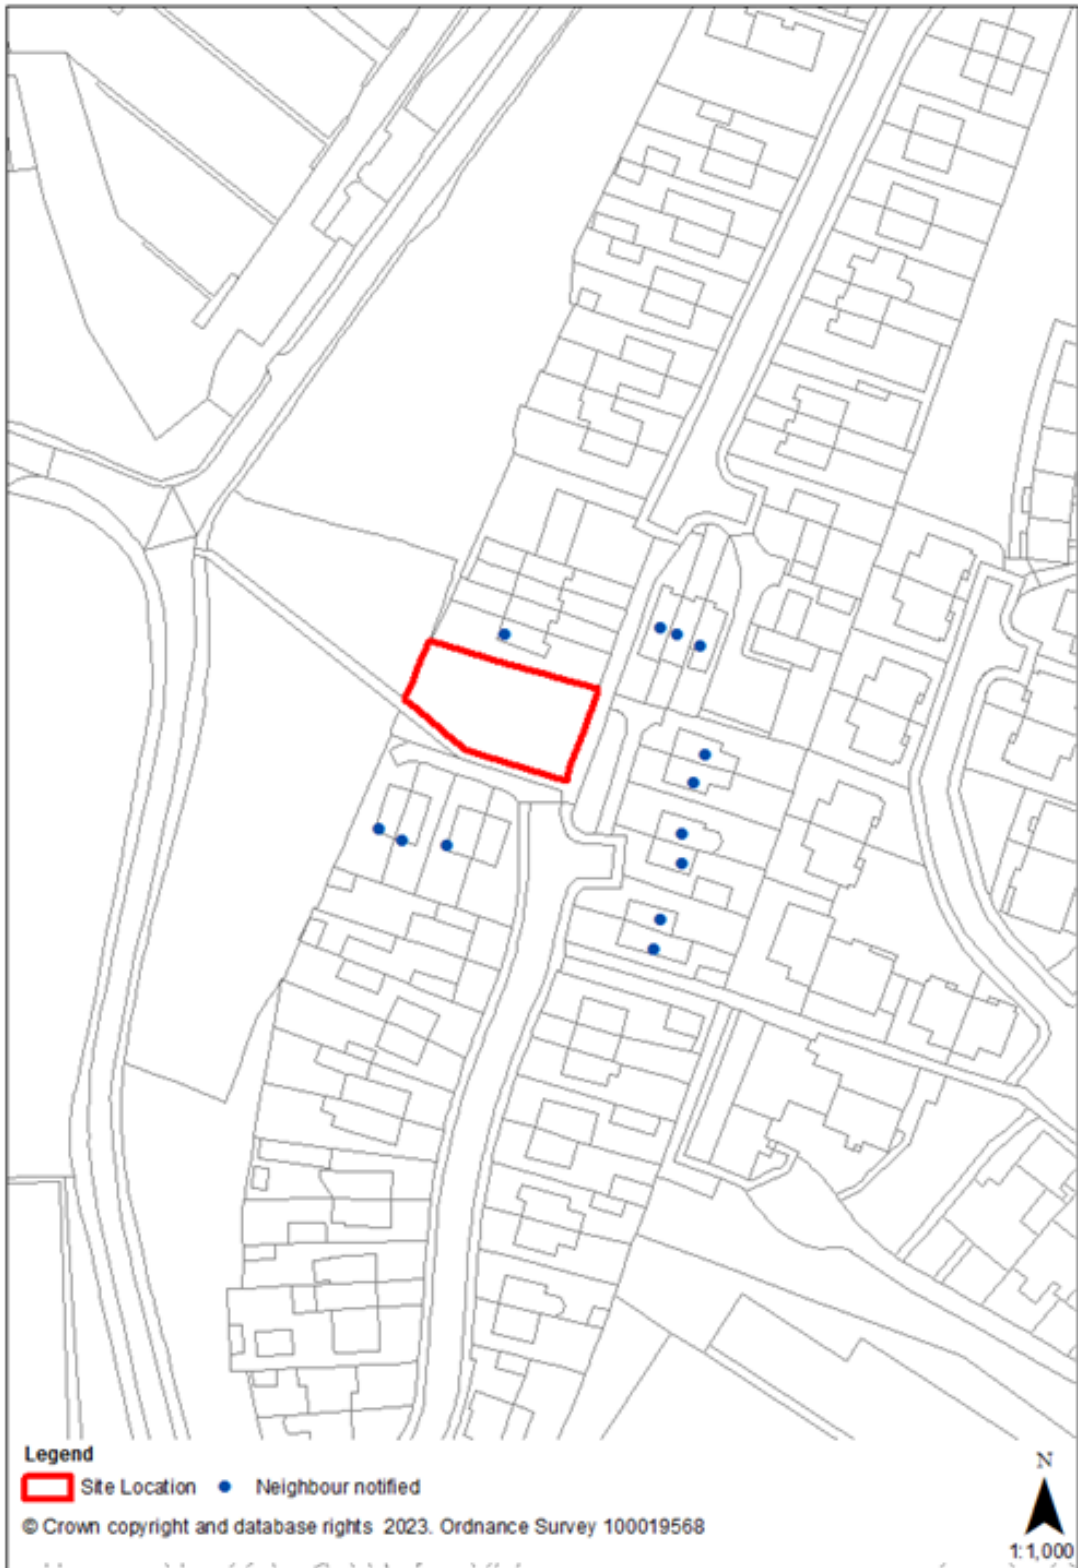 Legend
Site Location
Neighbour notified
© Crown copyright and database rights 2023. Ordnance Survey 100019568
N
1:1,000